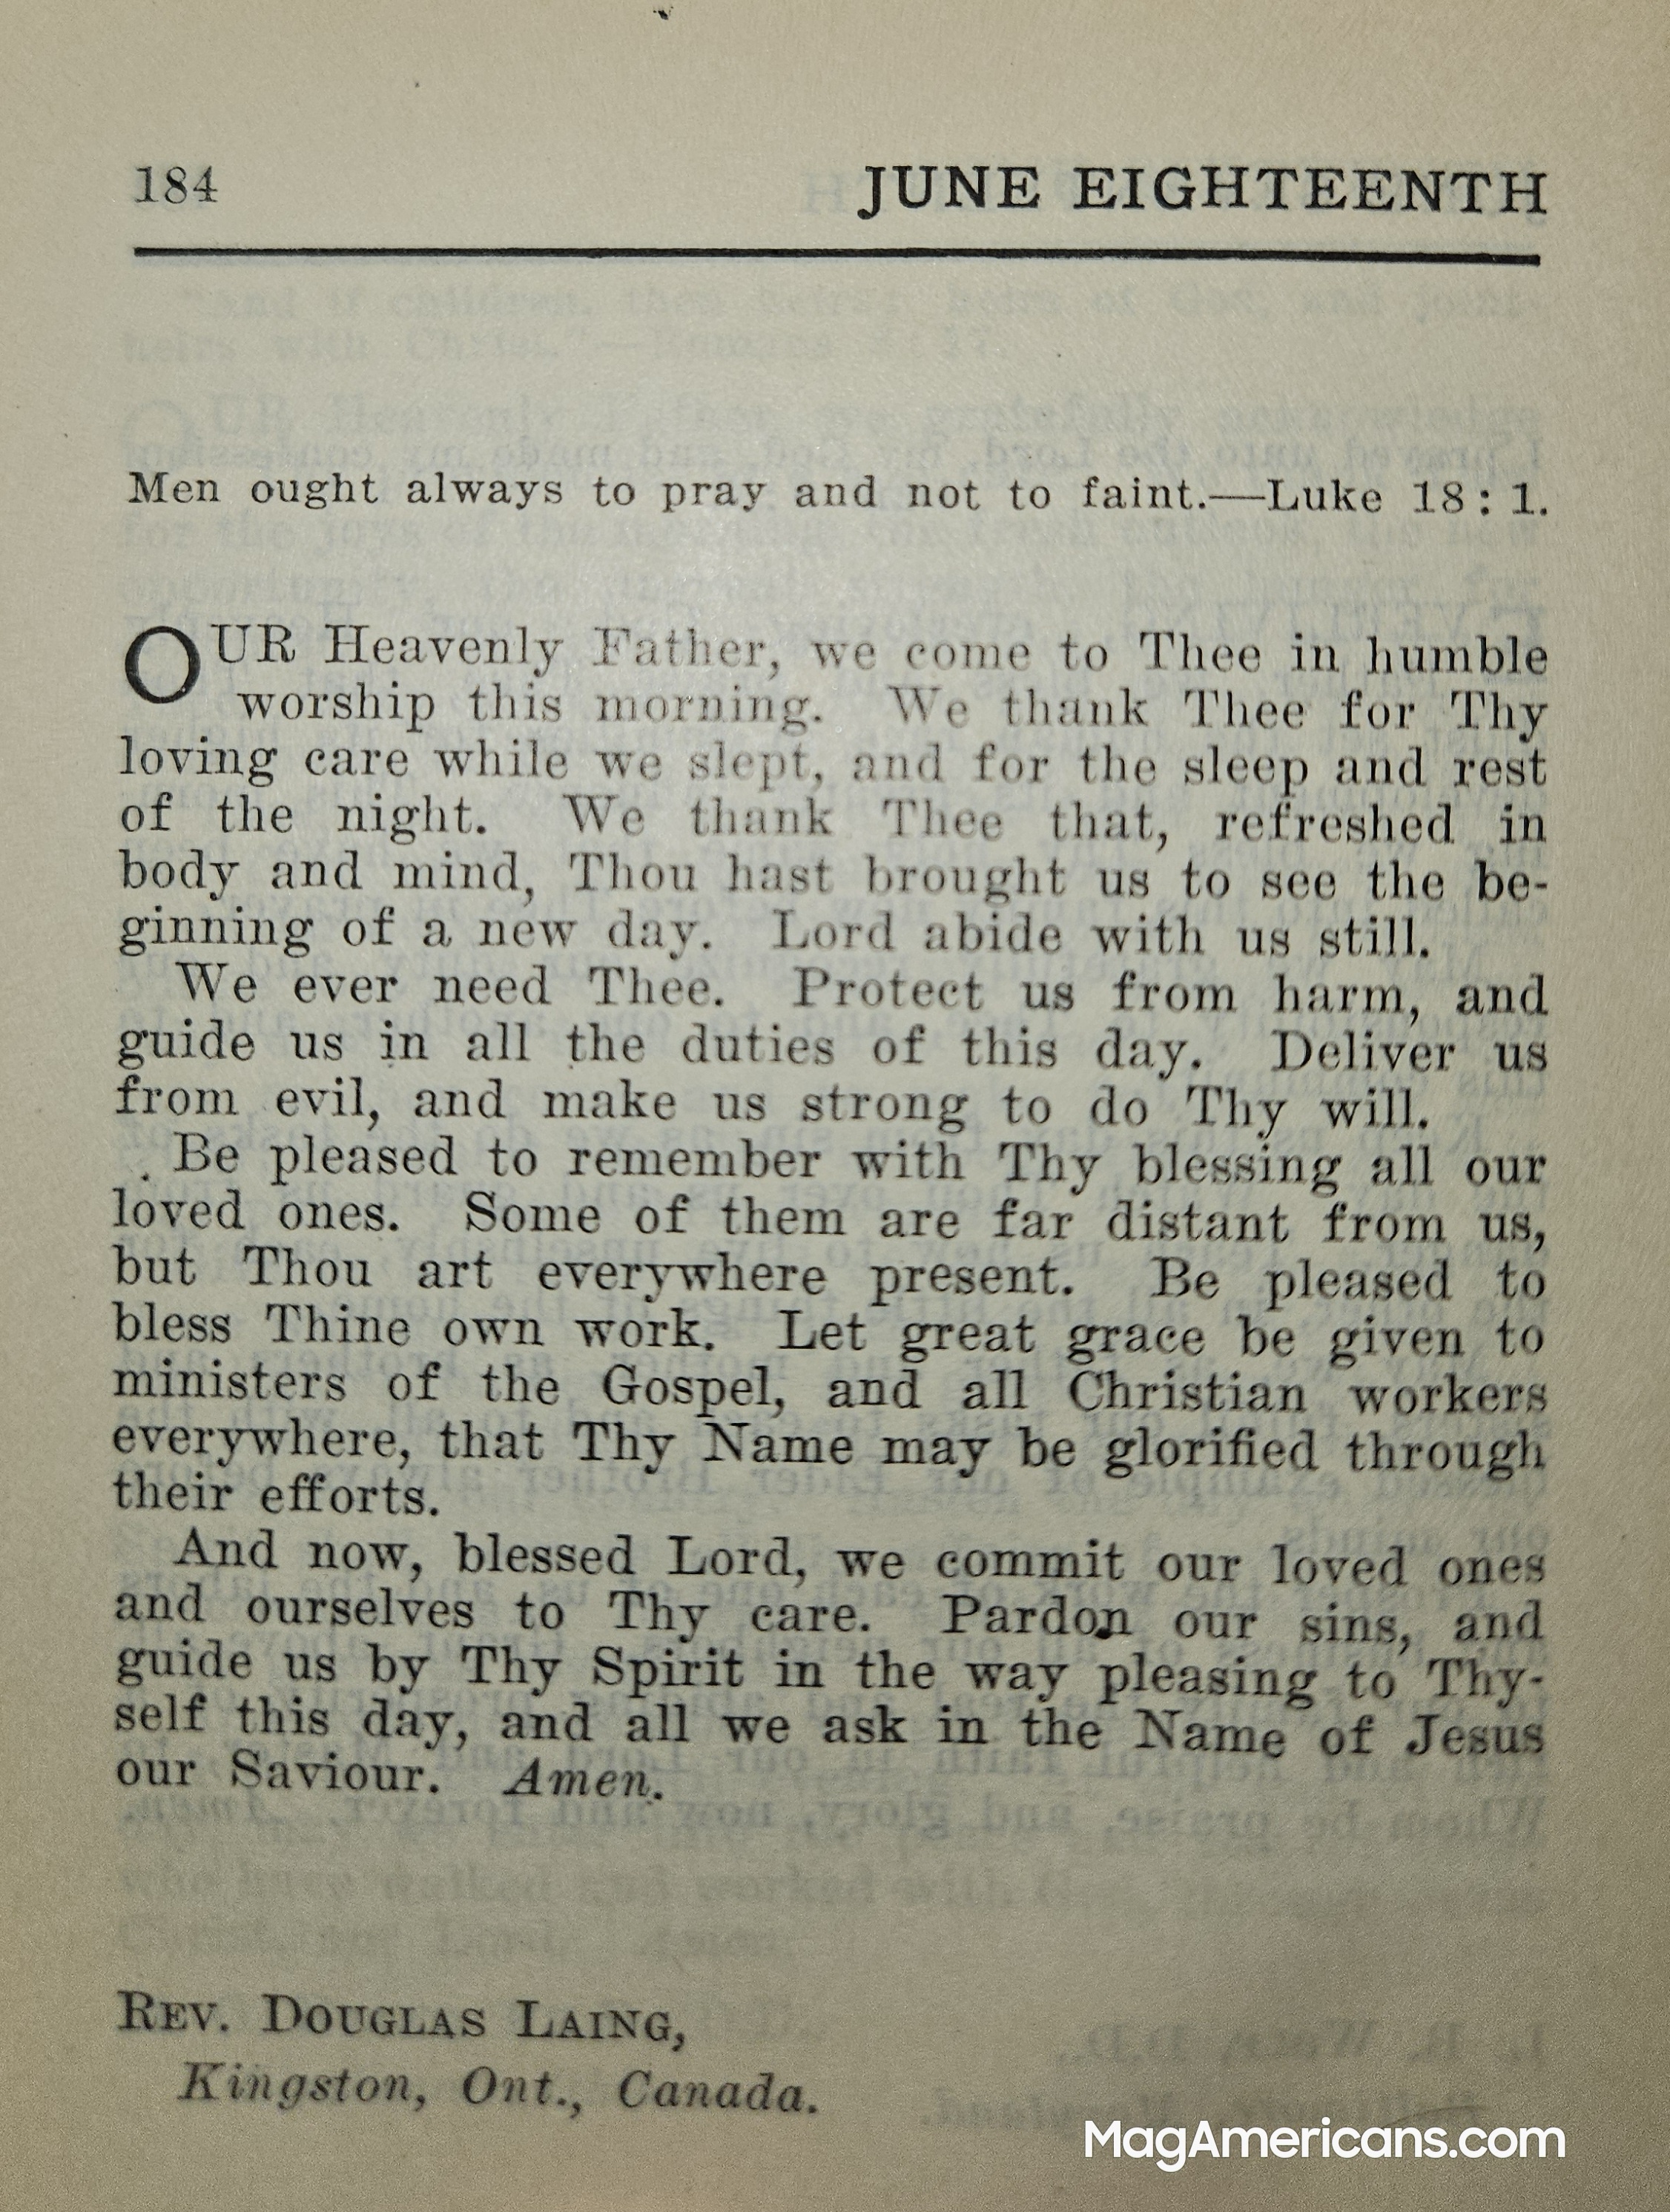 184 JUNE EIGHTEENTH
Men ought always to pray and not to faint.—Luke 18 : 1.
OUR Heavenly Father, we come to Thee in humble
worship this morning. We thank Thee for Thy
loving care while we slept, and for the sleep and rest
of the night. We thank Thee that, refreshed in
body and mind, Thou hast brought us to see the be-
ginning of a new day. Lord abide with us still.
We ever need Thee. Protect us from harm, and
guide us in all the duties of this day. Deliver us
from evil, and make us strong to do Thy will.
Be pleased to remember with Thy blessing all our
loved ones. Some of them are far distant from us,
but Thou art everywhere present. Be pleased to
bless Thine own work. Let great grace be given to
ministers of the Gospel, and all Christian workers
everywhere, that Thy Name may be glorified through
their efforts.
And now, blessed Lord, we commit our loved ones
and ourselves to Thy care. Pardon our sins, and
guide us by Thy Spirit in the way pleasing to Thy-
self this day, and all we ask in the Name of Jesus
our Saviour. Amen.
REV. DOUGLAS LAING,
Kingston, Ont., Canada.
MagAmericans.com